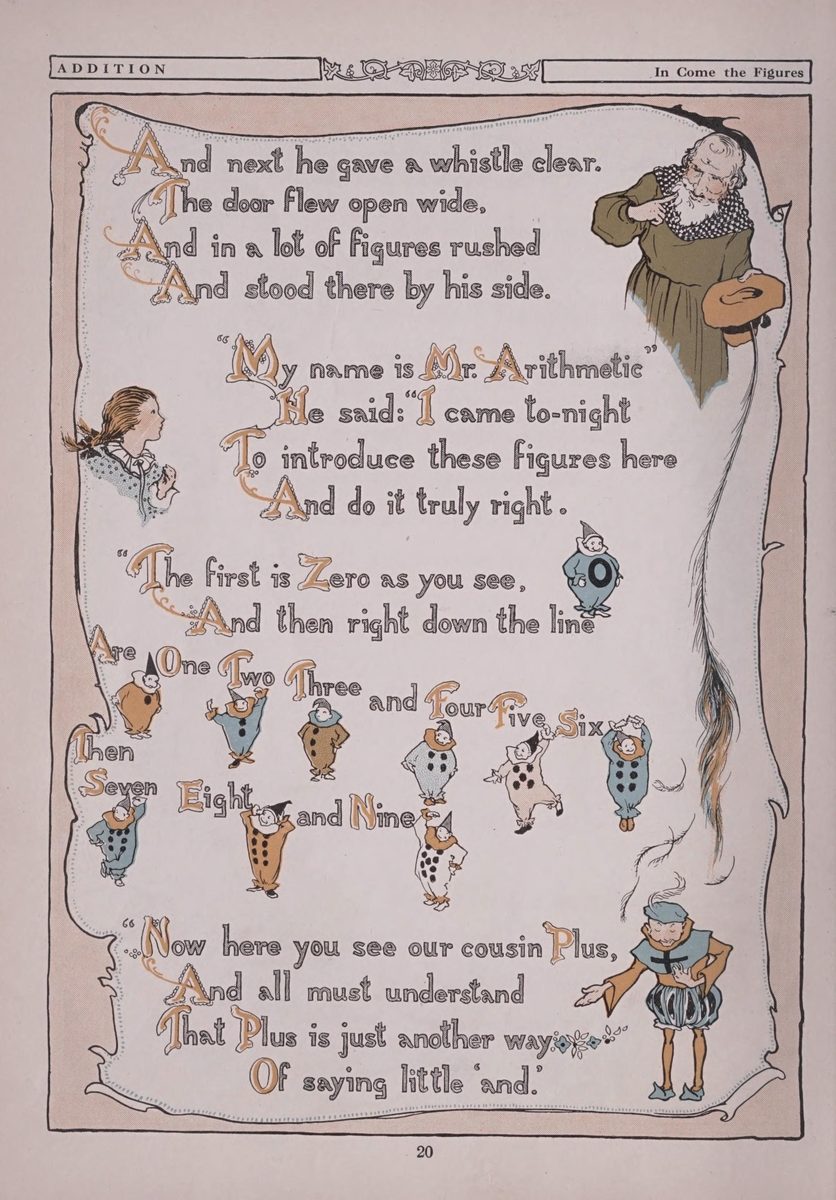 ADDITION
In Come the Figures
And next he gave a whistle clear.
The door flew open wide,
And in a lot of figures rushed
And stood there by his side.
"My name is Mr. Arithmetic"
He said: "I came to-night
To introduce these figures here
And do it truly right.
"The first is Zero as you see,
0
And then right down the line
Are One Two Three and Four Five Six
Then
Seven Eight and Nine
"Now here you see our cousin Plus,
And all must understand
That Plus is just another way
Of saying little 'and.'
20